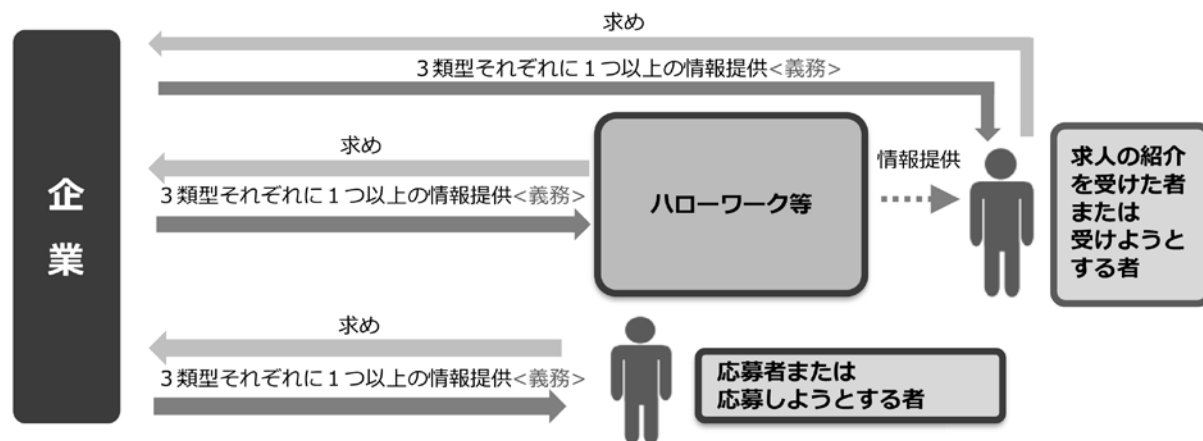 求め
３類型それぞれに１つ以上の情報提供<義務>
企
業
求め
３類型それぞれに１つ以上の情報提供<義務>
ハローワーク等
情報提供
求人の紹介
を受けた者
または
受けようと
する者
求め
３類型それぞれに１つ以上の情報提供<義務>
応募者または
応募しようとする者